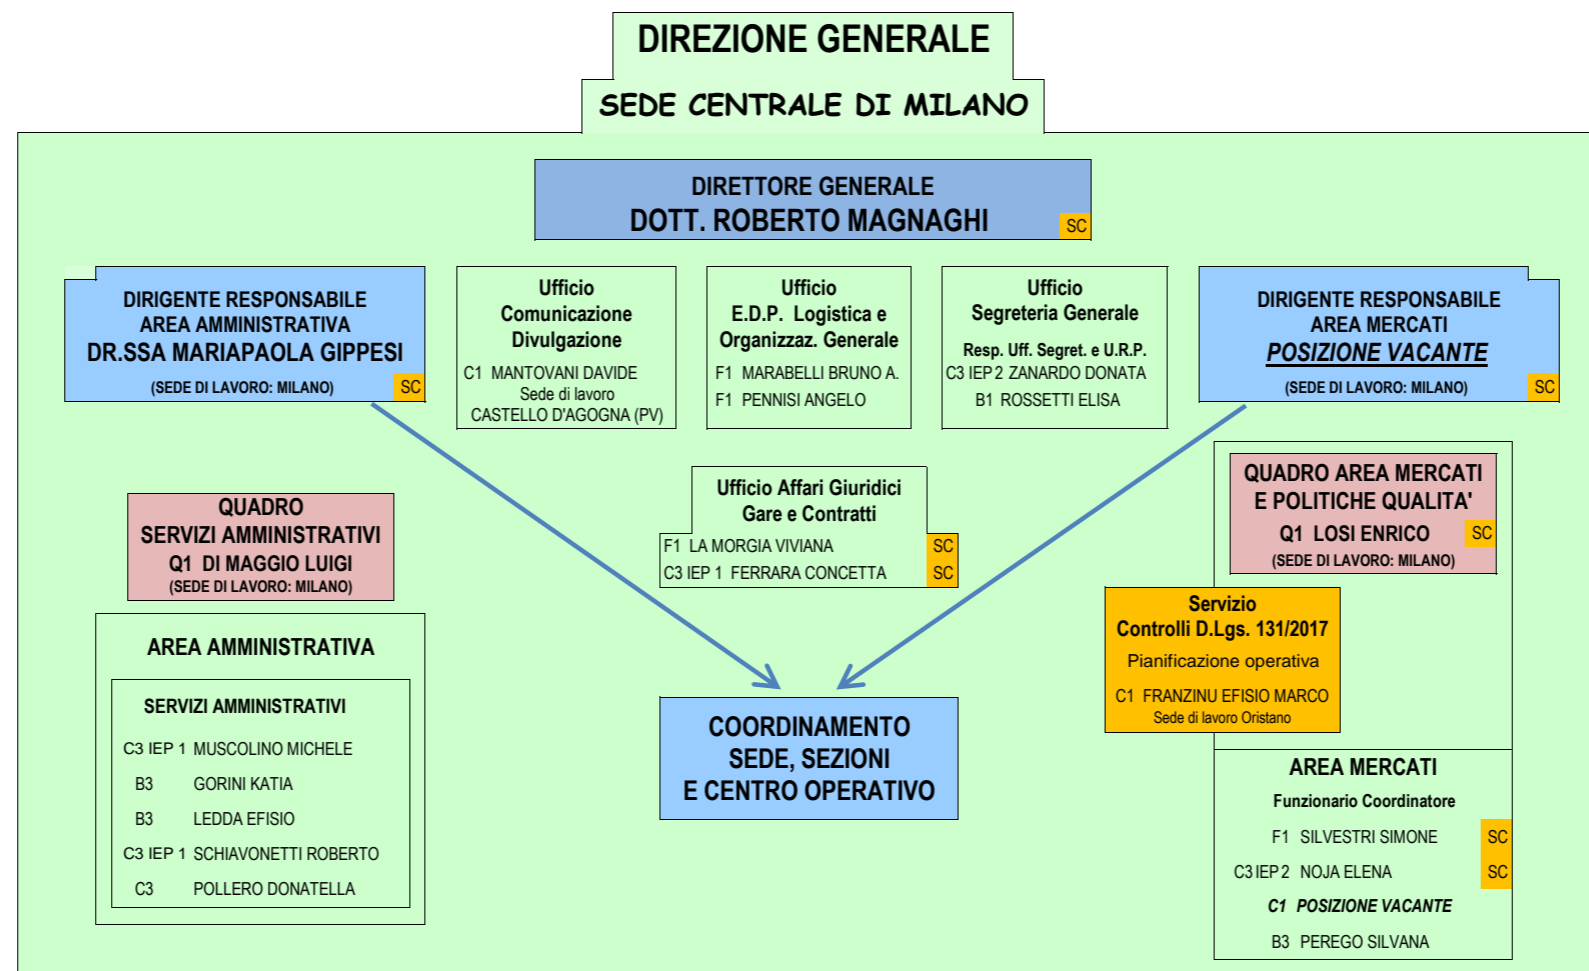 DIREZIONE GENERALE
SEDE CENTRALE DI MILANO
DIRETTORE GENERALE
DOTT. ROBERTO MAGNAGHI
SC
DIRIGENTE RESPONSABILE
AREA AMMINISTRATIVA
DR.SSA MARIAPAOLA GIPPESI
(SEDE DI LAVORO: MILANO)
SC
Ufficio
Comunicazione
Divulgazione
C1 MANTOVANI DAVIDE
Sede di lavoro
CASTELLO D'AGOGNA (PV)
Ufficio
E.D.P. Logistica e
Organizzaz. Generale
F1 MARABELLI BRUNO A.
F1 PENNISI ANGELO
Ufficio
Segreteria Generale
Resp. Uff. Segret. e U.R.P.
C3 IEP 2 ZANARDO DONATA
B1 ROSSETTI ELISA
DIRIGENTE RESPONSABILE
AREA MERCATI
POSIZIONE VACANTE
(SEDE DI LAVORO: MILANO)
SC
QUADRO
SERVIZI AMMINISTRATIVI
Q1 DI MAGGIO LUIGI
(SEDE DI LAVORO: MILANO)
Ufficio Affari Giuridici
Gare e Contratti
F1 LA MORGIA VIVIANA SC
C3 IEP 1 FERRARA CONCETTA SC
QUADRO AREA MERCATI
E POLITICHE QUALITA'
Q1 LOSI ENRICO SC
(SEDE DI LAVORO: MILANO)
Servizio
Controlli D.Lgs. 131/2017
Pianificazione operativa
C1 FRANZINU EFISIO MARCO
Sede di lavoro Oristano
AREA AMMINISTRATIVA
SERVIZI AMMINISTRATIVI
C3 IEP 1 MUSCOLINO MICHELE
B3 GORINI KATIA
B3 LEDDA EFISIO
C3 IEP 1 SCHIAVONETTI ROBERTO
C3 POLLERO DONATELLA
COORDINAMENTO
SEDE, SEZIONI
E CENTRO OPERATIVO
AREA MERCATI
Funzionario Coordinatore
F1 SILVESTRI SIMONE SC
C3 IEP 2 NOJA ELENA SC
C1 POSIZIONE VACANTE
B3 PEREGO SILVANA